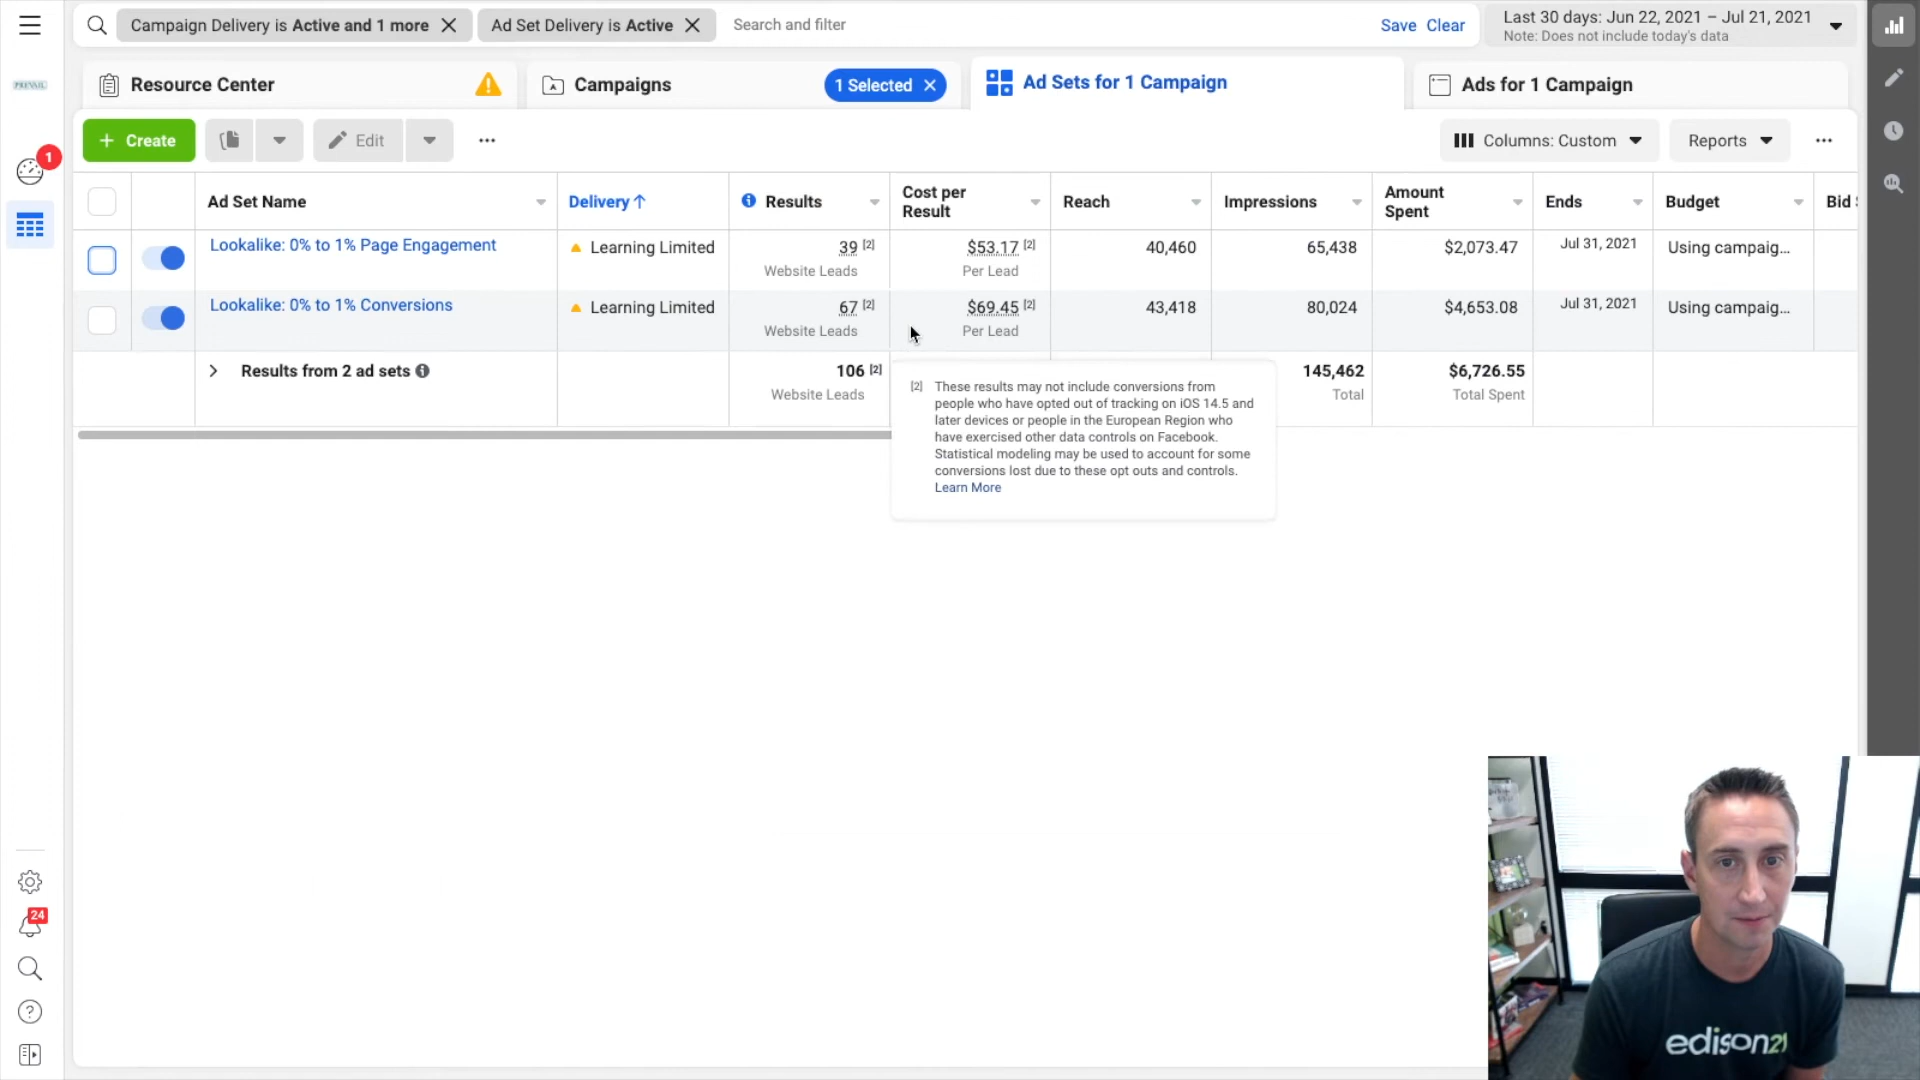 Campaign Delivery is Active and 1 more
Ad Set Delivery is Active
Search and filter
Save Clear
Last 30 days: Jun 22, 2021 – Jul 21, 2021
Note: Does not include today's data
PREVAIL
Resource Center
Campaigns
1 Selected
Ad Sets for 1 Campaign
Ads for 1 Campaign
1
+ Create
Edit
Columns: Custom
Reports
Ad Set Name
Delivery ↑
Results
Cost per
Result
Reach
Impressions
Amount
Spent
Ends
Budget
Bid
Lookalike: 0% to 1% Page Engagement
Learning Limited
39 [2]
Website Leads
$53.17 [2]
Per Lead
40,460
65,438
$2,073.47
Jul 31, 2021
Using campaig...
Lookalike: 0% to 1% Conversions
Learning Limited
67 [2]
Website Leads
$69.45 [2]
Per Lead
43,418
80,024
$4,653.08
Jul 31, 2021
Using campaig...
Results from 2 ad sets
106 [2]
Website Leads
145,462
Total
$6,726.55
Total Spent
[2] These results may not include conversions from
people who have opted out of tracking on iOS 14.5 and
later devices or people in the European Region who
have exercised other data controls on Facebook.
Statistical modeling may be used to account for some
conversions lost due to these opt outs and controls.
Learn More
24
edison21